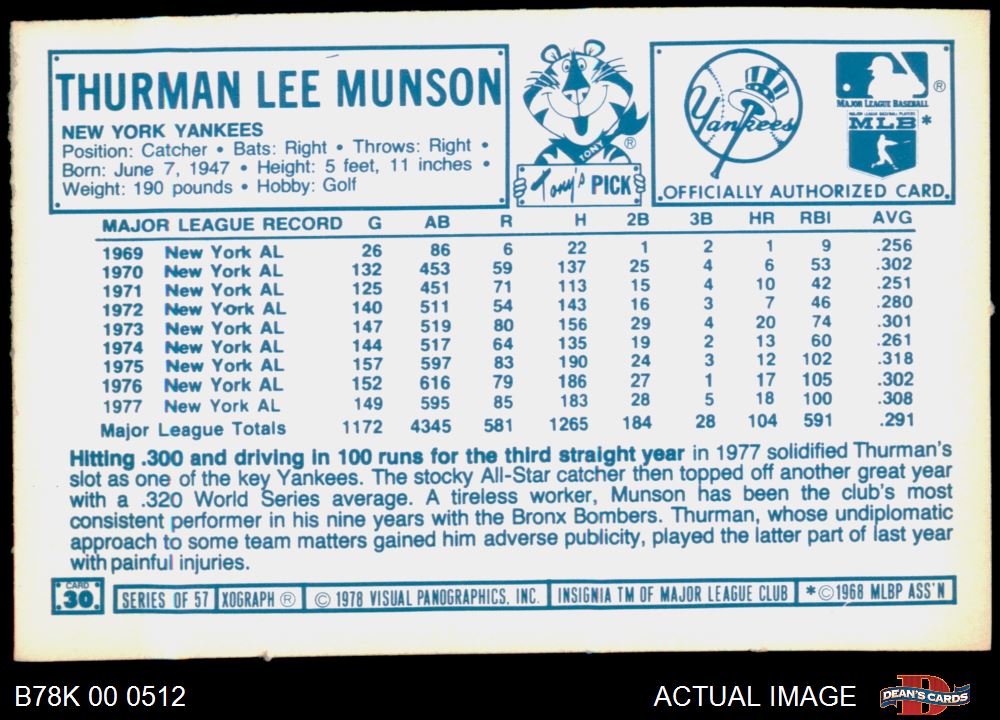 THURMAN LEE MUNSON
NEW YORK YANKEES
Position: Catcher • Bats: Right • Throws: Right •
Born: June 7, 1947 • Height: 5 feet, 11 inches •
Weight: 190 pounds • Hobby: Golf
TONY ®
Tony's PICK
Yankees
®
MAJOR LEAGUE BASEBALL
MAJOR LEAGUE BASEBALL PLAYERS
MLB *
OFFICIALLY AUTHORIZED CARD
MAJOR LEAGUE RECORD G AB R H 2B 3B HR RBI AVG
1969 New York AL 26 86 6 22 1 2 1 9 .256
1970 New York AL 132 453 59 137 25 4 6 53 .302
1971 New York AL 125 451 71 113 15 4 10 42 .251
1972 New York AL 140 511 54 143 16 3 7 46 .280
1973 New York AL 147 519 80 156 29 4 20 74 .301
1974 New York AL 144 517 64 135 19 2 13 60 .261
1975 New York AL 157 597 83 190 24 3 12 102 .318
1976 New York AL 152 616 79 186 27 1 17 105 .302
1977 New York AL 149 595 85 183 28 5 18 100 .308
Major League Totals 1172 4345 581 1265 184 28 104 591 .291
Hitting .300 and driving in 100 runs for the third straight year in 1977 solidified Thurman's
slot as one of the key Yankees. The stocky All-Star catcher then topped off another great year
with a .320 World Series average. A tireless worker, Munson has been the club's most
consistent performer in his nine years with the Bronx Bombers. Thurman, whose undiplomatic
approach to some team matters gained him adverse publicity, played the latter part of last year
with painful injuries.
CARD
30 SERIES OF 57 XOGRAPH ® © 1978 VISUAL PANOGRAPHICS, INC. INSIGNIA TM OF MAJOR LEAGUE CLUB *©1968 MLBP ASS'N
B78K 00 0512 ACTUAL IMAGE DEAN'S CARDS